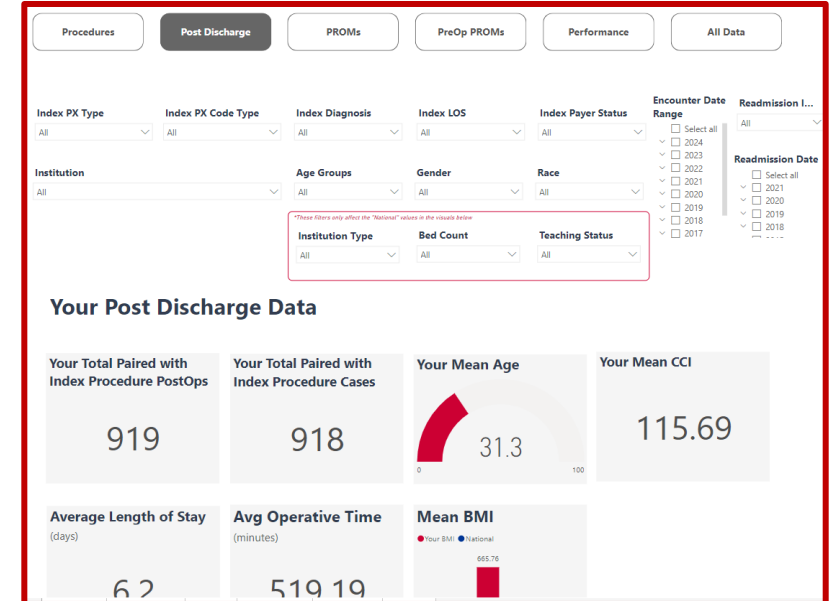 Procedures
Post Discharge
PROMs
PreOp PROMs
Performance
All Data
Index PX Type
All
Index PX Code Type
All
Index Diagnosis
All
Index LOS
All
Index Payer Status
All
Encounter Date
Range
Select all
2024
2023
2022
2021
2020
2019
2018
2017
Readmission I...
All
Readmission Date
Select all
2021
2020
2019
2018
Institution
All
Age Groups
All
Gender
All
Race
All
*These filters only affect the "National" values in the visuals below
Institution Type
All
Bed Count
All
Teaching Status
All
Your Post Discharge Data
Your Total Paired with
Index Procedure PostOps
919
Your Total Paired with
Index Procedure Cases
918
Your Mean Age
31.3
0
100
Your Mean CCI
115.69
Average Length of Stay
(days)
6.2
Avg Operative Time
(minutes)
519.19
Mean BMI
Your BMI
National
665.76